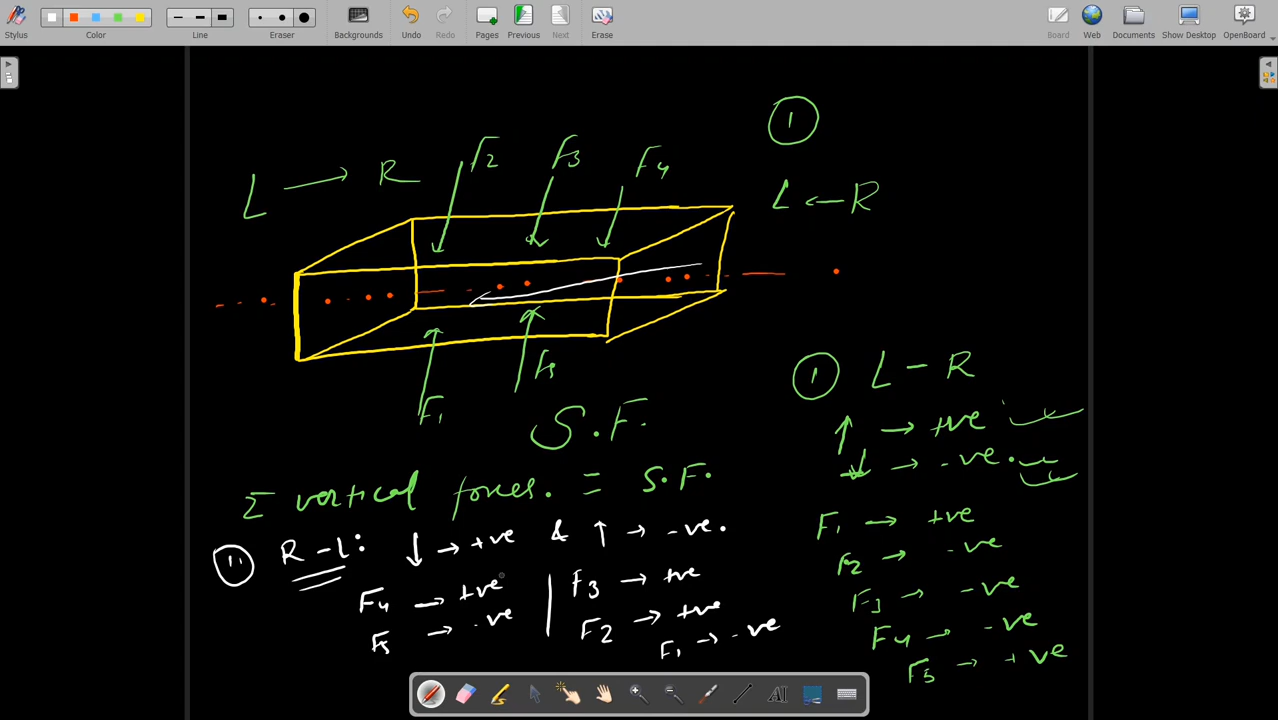 Stylus
Color
Line
Eraser
Backgrounds
Undo
Redo
Pages
Previous
Next
Erase
Board
Web
Documents
Show Desktop
OpenBoard
1
L → R
F2
F3
F4
L ← R
F1
F5
S.F.
Σ vertical forces. = S.F.
① L - R
↑ → +ve
↓ → -ve.
F1 → +ve
F2 → -ve
F3 → -ve
F4 → -ve
F5 → +ve
11 R - L: ↓ → +ve & ↑ → -ve.
F4 → +ve
F5 → -ve
F3 → +ve
F2 → +ve
F1 → -ve
AI